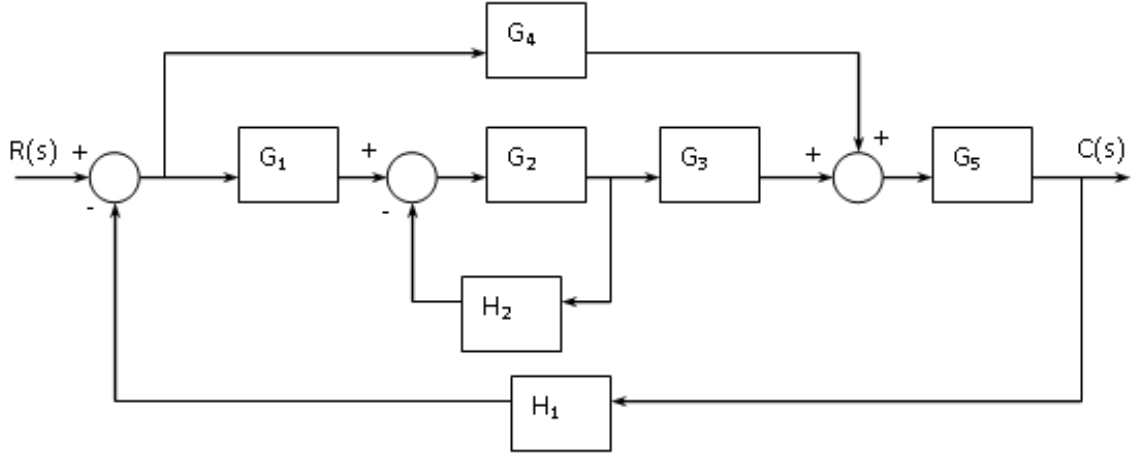 G₄
R(s) + G₁ + G₂ G₃ + + G₅ C(s)
- -
H₂
H₁